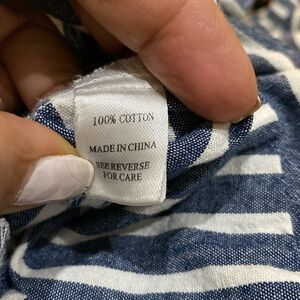 100% COTTON
MADE IN CHINA
SEE REVERSE
FOR CARE